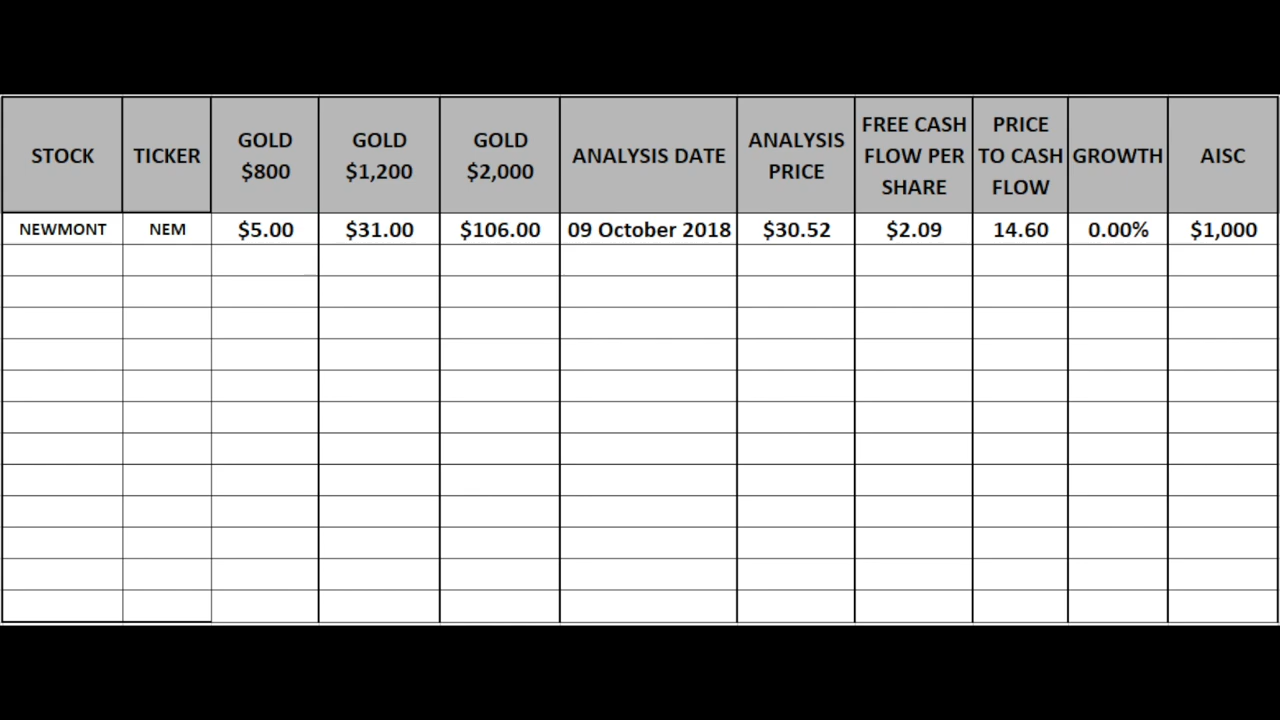 STOCK
TICKER
GOLD
$800
GOLD
$1,200
GOLD
$2,000
ANALYSIS DATE
ANALYSIS
PRICE
FREE CASH
FLOW PER
SHARE
PRICE
TO CASH
FLOW
GROWTH
AISC
NEWMONT NEM $5.00 $31.00 $106.00 09 October 2018 $30.52 $2.09 14.60 0.00% $1,000